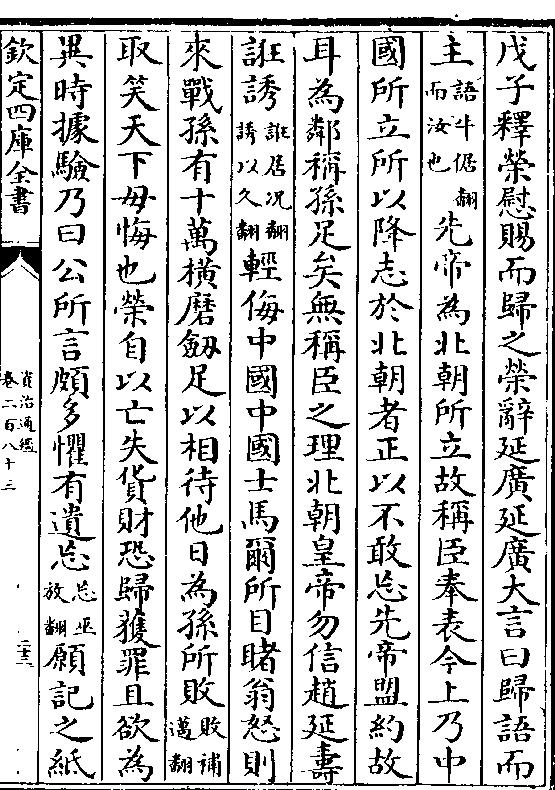 戊子釋榮慰賜而歸之榮辭延廣延廣大言曰歸語而
主語牛倨翻而汝也先帝為北朝所立故稱臣奉表今上乃中
國所立所以降志於北朝者正以不敢忘先帝盟約故
耳為鄰稱孫足矣無稱臣之理北朝皇帝勿信趙延壽
誑誘誑居况翻誘以久翻輕侮中國中國士馬爾所目睹翁怒則
來戰孫有十萬横磨劔足以相待他日為孫所敗敗補邁翻
取笑天下毋悔也榮自以亡失貨財恐歸獲罪且欲為
異時據驗乃曰公所言頗多懼有遺忘忘巫放翻願記之紙
欽定四庫全書
資治通鑑
卷二百八十三
二十三